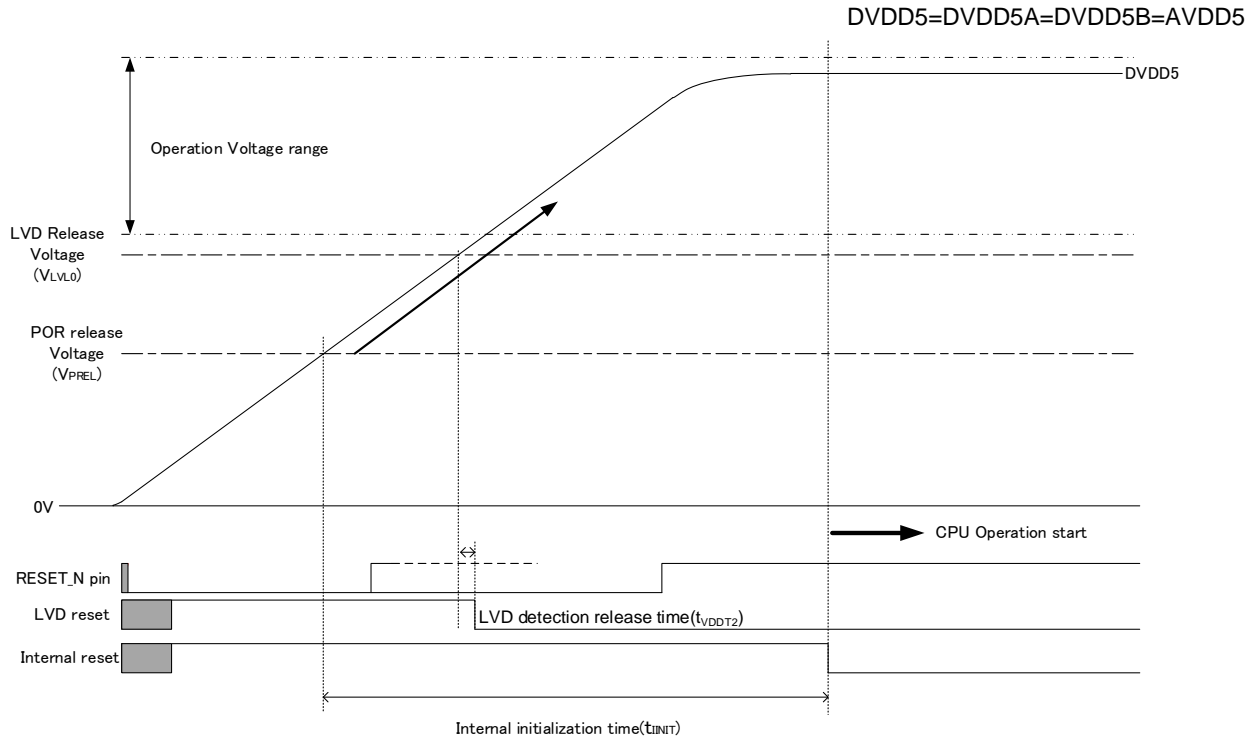 DVDD5=DVDD5A=DVDD5B=AVDD5
DVDD5
Operation Voltage range
LVD Release
Voltage
(VLVL0)
POR release
Voltage
(VPREL)
0V
CPU Operation start
RESET_N pin
LVD reset
LVD detection release time(tVDDT2)
Internal reset
Internal initialization time(tIINIT)